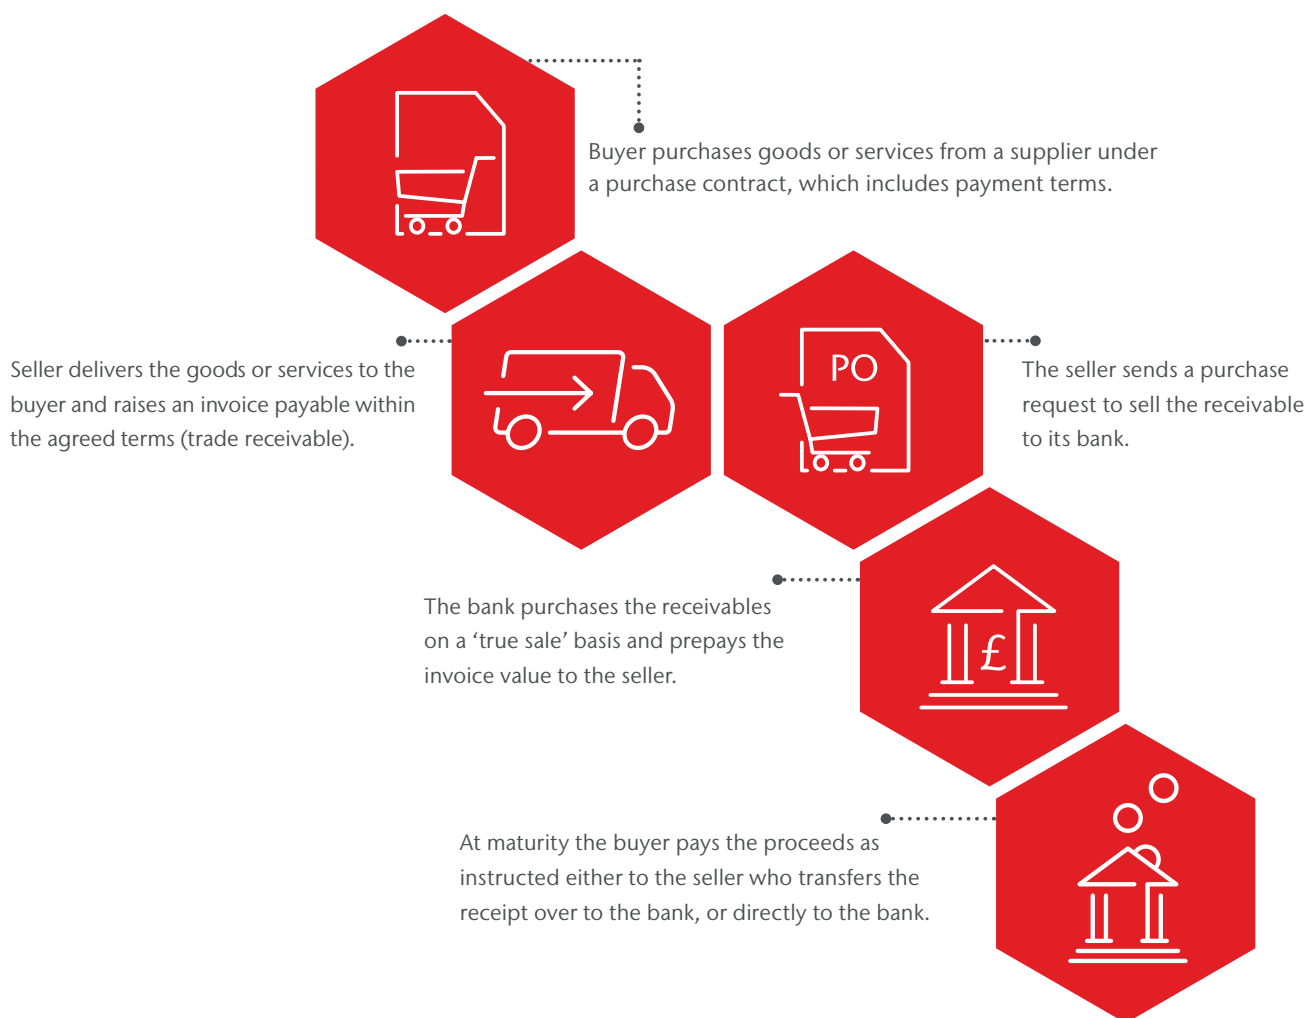 Buyer purchases goods or services from a supplier under
a purchase contract, which includes payment terms.
Seller delivers the goods or services to the
buyer and raises an invoice payable within
the agreed terms (trade receivable).
PO
The seller sends a purchase
request to sell the receivable
to its bank.
The bank purchases the receivables
on a ‘true sale’ basis and prepays the
invoice value to the seller.
£
At maturity the buyer pays the proceeds as
instructed either to the seller who transfers the
receipt over to the bank, or directly to the bank.